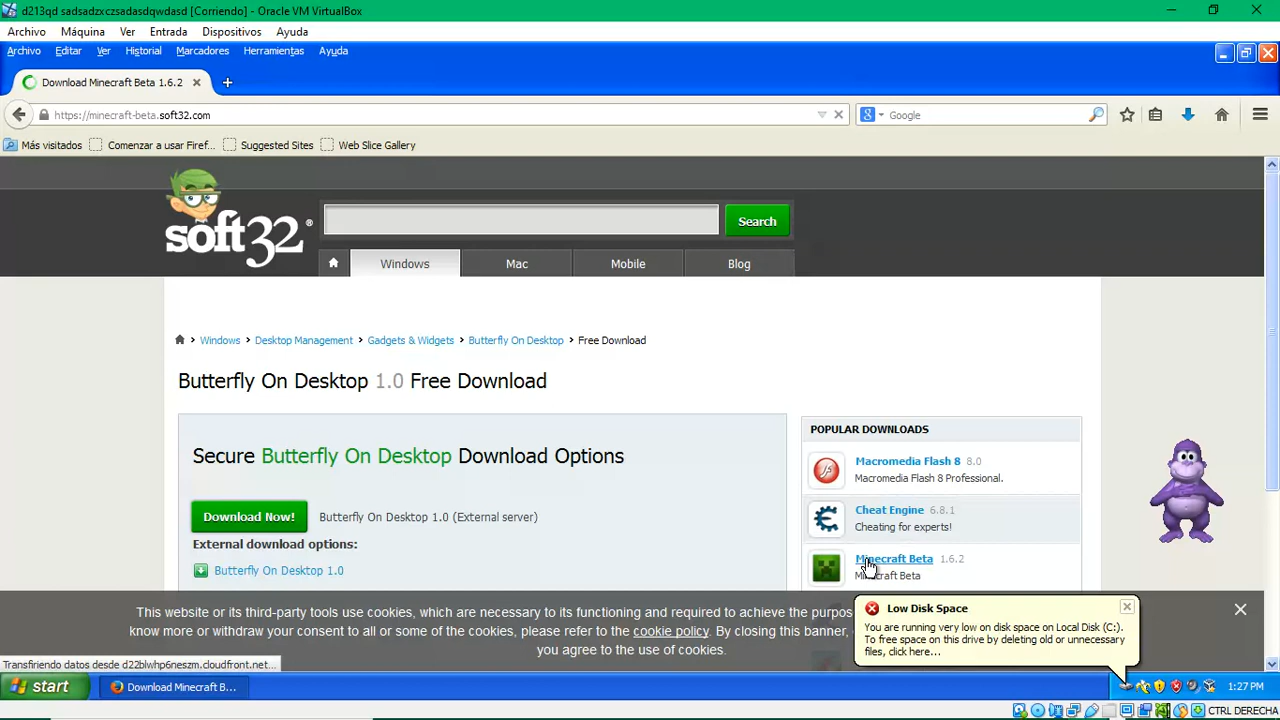 d213qd sadsadzxczsadasdqwdasd [Corriendo] - Oracle VM VirtualBox
Archivo Máquina Ver Entrada Dispositivos Ayuda
Archivo Editar Ver Historial Marcadores Herramientas Ayuda
Download Minecraft Beta 1.6.2
https://minecraft-beta.soft32.com
Google
Más visitados Comenzar a usar Firef... Suggested Sites Web Slice Gallery
soft32®
Search
Windows Mac Mobile Blog
Windows > Desktop Management > Gadgets & Widgets > Butterfly On Desktop > Free Download
Butterfly On Desktop 1.0 Free Download
Secure Butterfly On Desktop Download Options
Download Now! Butterfly On Desktop 1.0 (External server)
External download options:
Butterfly On Desktop 1.0
POPULAR DOWNLOADS
Macromedia Flash 8 8.0
Macromedia Flash 8 Professional.
Cheat Engine 6.8.1
Cheating for experts!
Minecraft Beta 1.6.2
Minecraft Beta
This website or its third-party tools use cookies, which are necessary to its functioning and required to achieve the
know more or withdraw your consent to all or some of the cookies, please refer to the cookie policy. By closing this banner,
you agree to the use of cookies.
Low Disk Space
You are running very low on disk space on Local Disk (C:).
To free space on this drive by deleting old or unnecessary
files, click here...
Transfiriendo datos desde d22blwhp6neszm.cloudfront.net...
start
Download Minecraft B...
1:27 PM
CTRL DERECHA